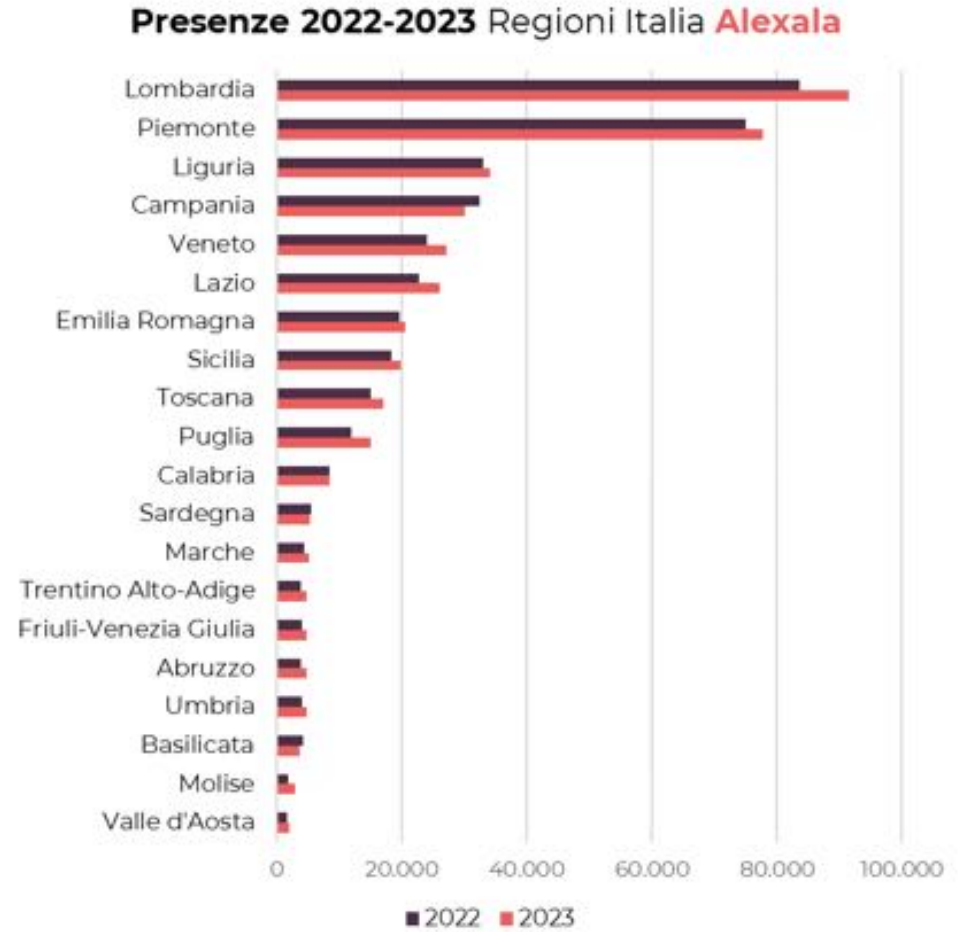 Presenze 2022-2023 Regioni Italia Alexala
Lombardia
Piemonte
Liguria
Campania
Veneto
Lazio
Emilia Romagna
Sicilia
Toscana
Puglia
Calabria
Sardegna
Marche
Trentino Alto-Adige
Friuli-Venezia Giulia
Abruzzo
Umbria
Basilicata
Molise
Valle d'Aosta
0 20.000 40.000 60.000 80.000 100.000
2022 2023